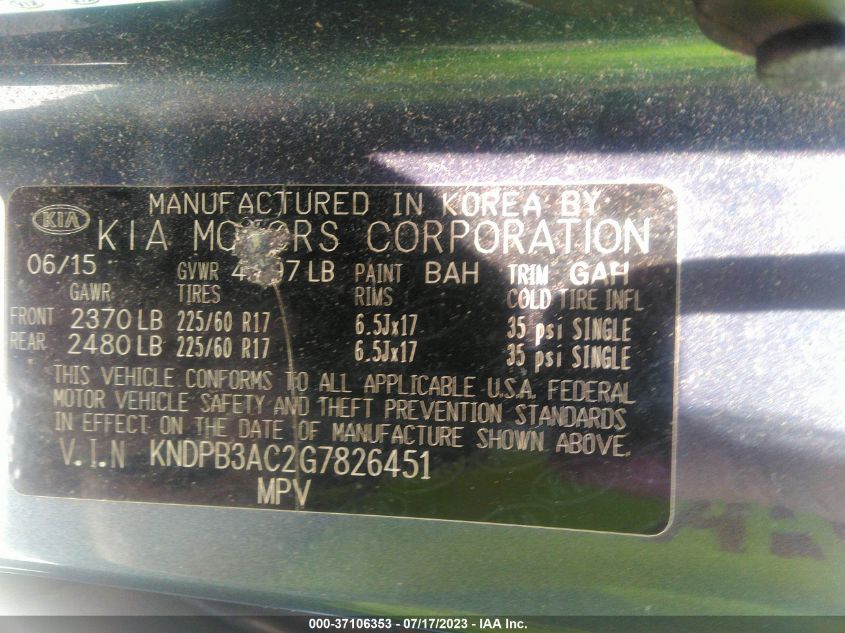 KIA
MANUFACTURED IN KOREA BY
KIA MOTORS CORPORATION
06/15 GVWR LB PAINT BAH TRIM GAH
GAWR TIRES RIMS COLD TIRE INFL
FRONT 2370 LB 225/60 R17 6.5Jx17 35 psi SINGLE
REAR 2480 LB 225/60 R17 6.5Jx17 35 psi SINGLE
THIS VEHICLE CONFORMS TO ALL APPLICABLE U.S.A. FEDERAL
MOTOR VEHICLE SAFETY AND THEFT PREVENTION STANDARDS
IN EFFECT ON THE DATE OF MANUFACTURE SHOWN ABOVE.
V.I.N KNDPB3AC2G7826451
MPV
000-37106353 - 07/17/2023 - IAA Inc.